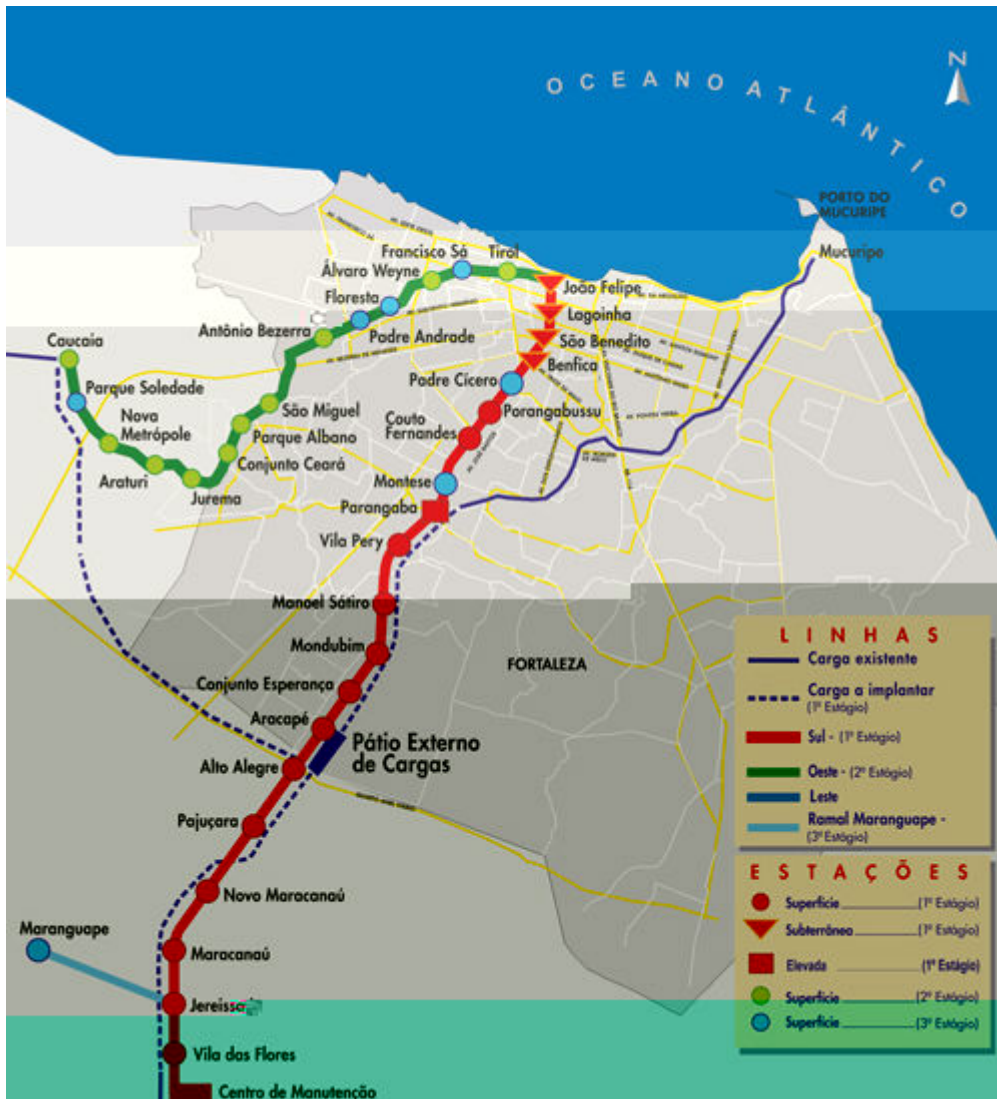 N
OCEANO ATLÂNTICO
PORTO DO
MUCURIPE
Mucuripe
Francisco Sá
Tirol
Álvaro Weyne
João Felipe
Floresta
Lagoinha
Antônio Bezerra
Padre Andrade
São Benedito
Caucaia
Benfica
Parque Soledade
Padre Cícero
Nova
Metrópole
São Miguel
Porangabussu
Couto
Fernandes
Parque Albano
Conjunto Ceará
Araturi
Jurema
Montese
Parangaba
Vila Pery
Manoel Sátiro
Mondubim
FORTALEZA
Conjunto Esperança
Aracapé
Pátio Externo
de Cargas
Alto Alegre
Pajuçara
Novo Maracanaú
Maranguape
Maracanaú
Vila das Flores
Centro de Manutenção
LINHAS
Carga existente
Carga a implantar
(1º Estágio)
Sul - (1º Estágio)
Oeste - (2º Estágio)
Leste
Ramal Maranguape -
(3º Estágio)
ESTAÇÕES
Superfície (1º Estágio)
Subterrânea (1º Estágio)
Elevada (1º Estágio)
Superfície (2º Estágio)
Superfície (3º Estágio)